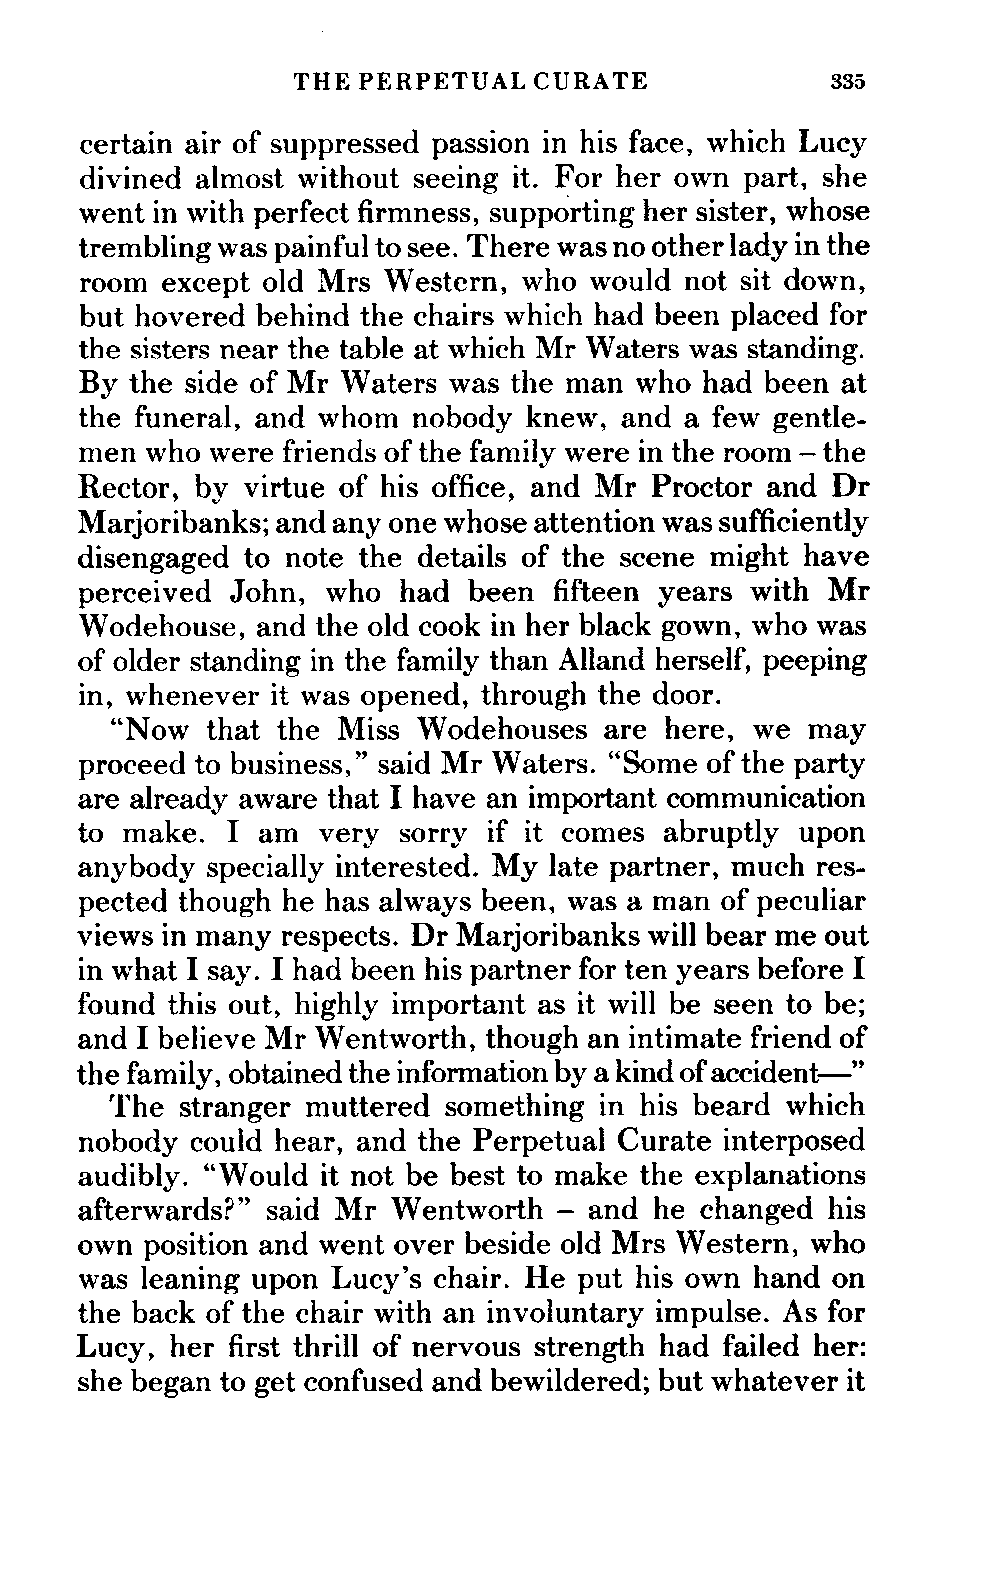 THE PERPETUAL CURATE 335
certain air of suppressed passion in his face, which Lucy
divined almost without seeing it. For her own part, she
went in with perfect firmness, supporting her sister, whose
trembling was painful to see. There was no other lady in the
room except old Mrs Western, who would not sit down,
but hovered behind the chairs which had been placed for
the sisters near the table at which Mr Waters was standing.
By the side of Mr Waters was the man who had been at
the funeral, and whom nobody knew, and a few gentle-
men who were friends of the family were in the room – the
Rector, by virtue of his office, and Mr Proctor and Dr
Marjoribanks; and any one whose attention was sufficiently
disengaged to note the details of the scene might have
perceived John, who had been fifteen years with Mr
Wodehouse, and the old cook in her black gown, who was
of older standing in the family than Alland herself, peeping
in, whenever it was opened, through the door.
“Now that the Miss Wodehouses are here, we may
proceed to business,” said Mr Waters. “Some of the party
are already aware that I have an important communication
to make. I am very sorry if it comes abruptly upon
anybody specially interested. My late partner, much res-
pected though he has always been, was a man of peculiar
views in many respects. Dr Marjoribanks will bear me out
in what I say. I had been his partner for ten years before I
found this out, highly important as it will be seen to be;
and I believe Mr Wentworth, though an intimate friend of
the family, obtained the information by a kind of accident—”
The stranger muttered something in his beard which
nobody could hear, and the Perpetual Curate interposed
audibly. “Would it not be best to make the explanations
afterwards?” said Mr Wentworth – and he changed his
own position and went over beside old Mrs Western, who
was leaning upon Lucy’s chair. He put his own hand on
the back of the chair with an involuntary impulse. As for
Lucy, her first thrill of nervous strength had failed her:
she began to get confused and bewildered; but whatever it